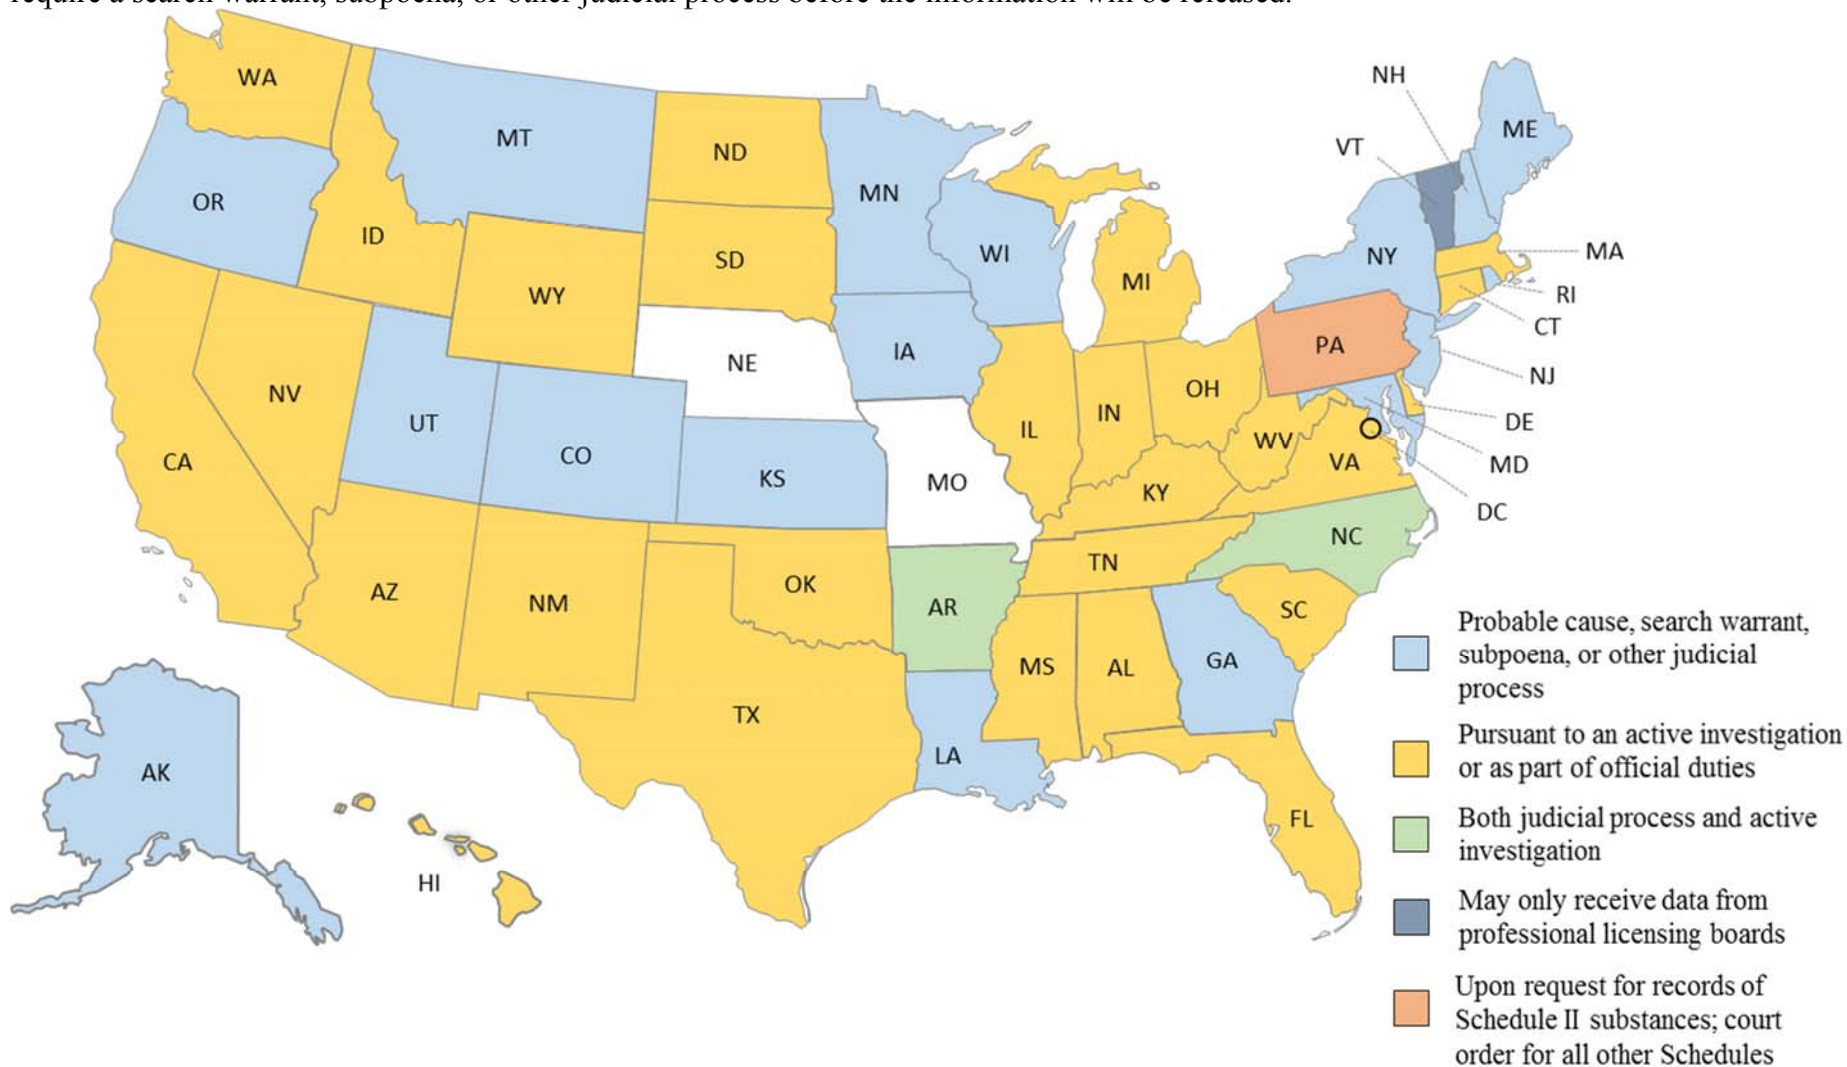 require a search warrant, subpoena, or other judicial process before the information will be released.
WA
MT
ND
MN
NH
ME
VT
OR
ID
SD
WI
NY
MA
WY
MI
RI
CT
NE
IA
PA
NJ
NV
UT
OH
IN
IL
DE
CA
CO
KS
MO
WV
VA
MD
KY
DC
NC
TN
AZ
NM
OK
AR
SC
MS
AL
GA
TX
LA
AK
HI
FL
Probable cause, search warrant,
subpoena, or other judicial
process
Pursuant to an active investigation
or as part of official duties
Both judicial process and active
investigation
May only receive data from
professional licensing boards
Upon request for records of
Schedule II substances; court
order for all other Schedules